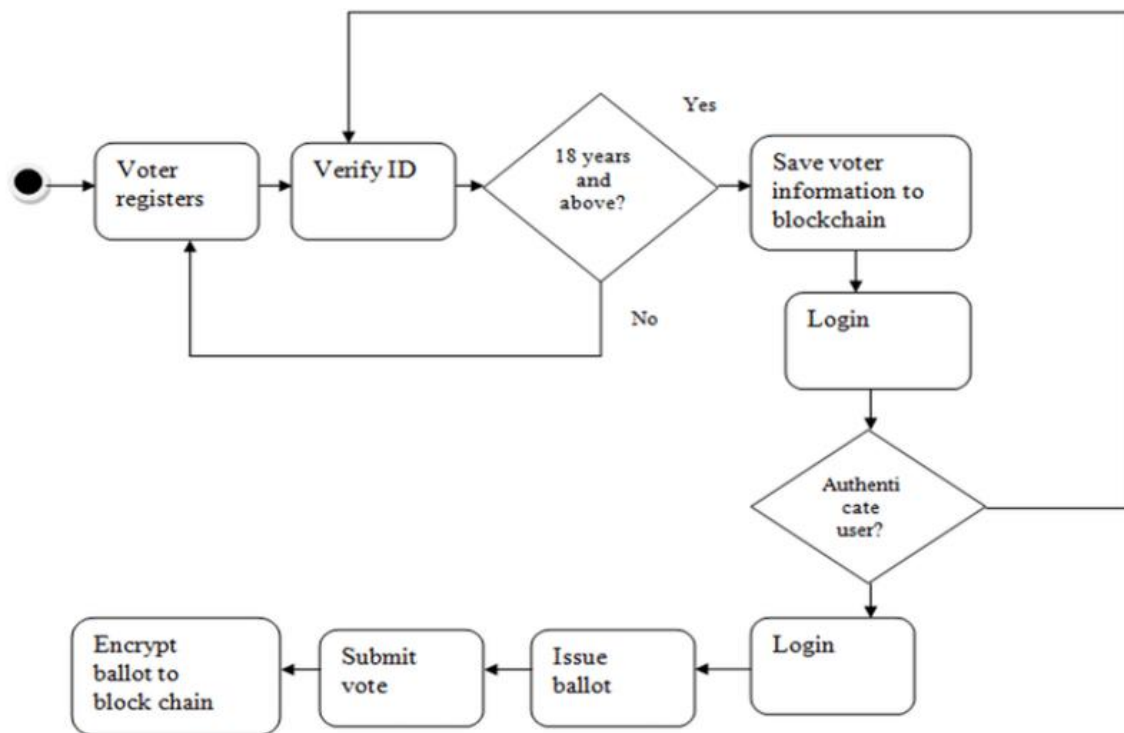 Voter
registers
Verify ID
18 years
and
above?
Yes
No
Save voter
information to
blockchain
Login
Authenti
cate
user?
Login
Issue
ballot
Submit
vote
Encrypt
ballot to
block chain